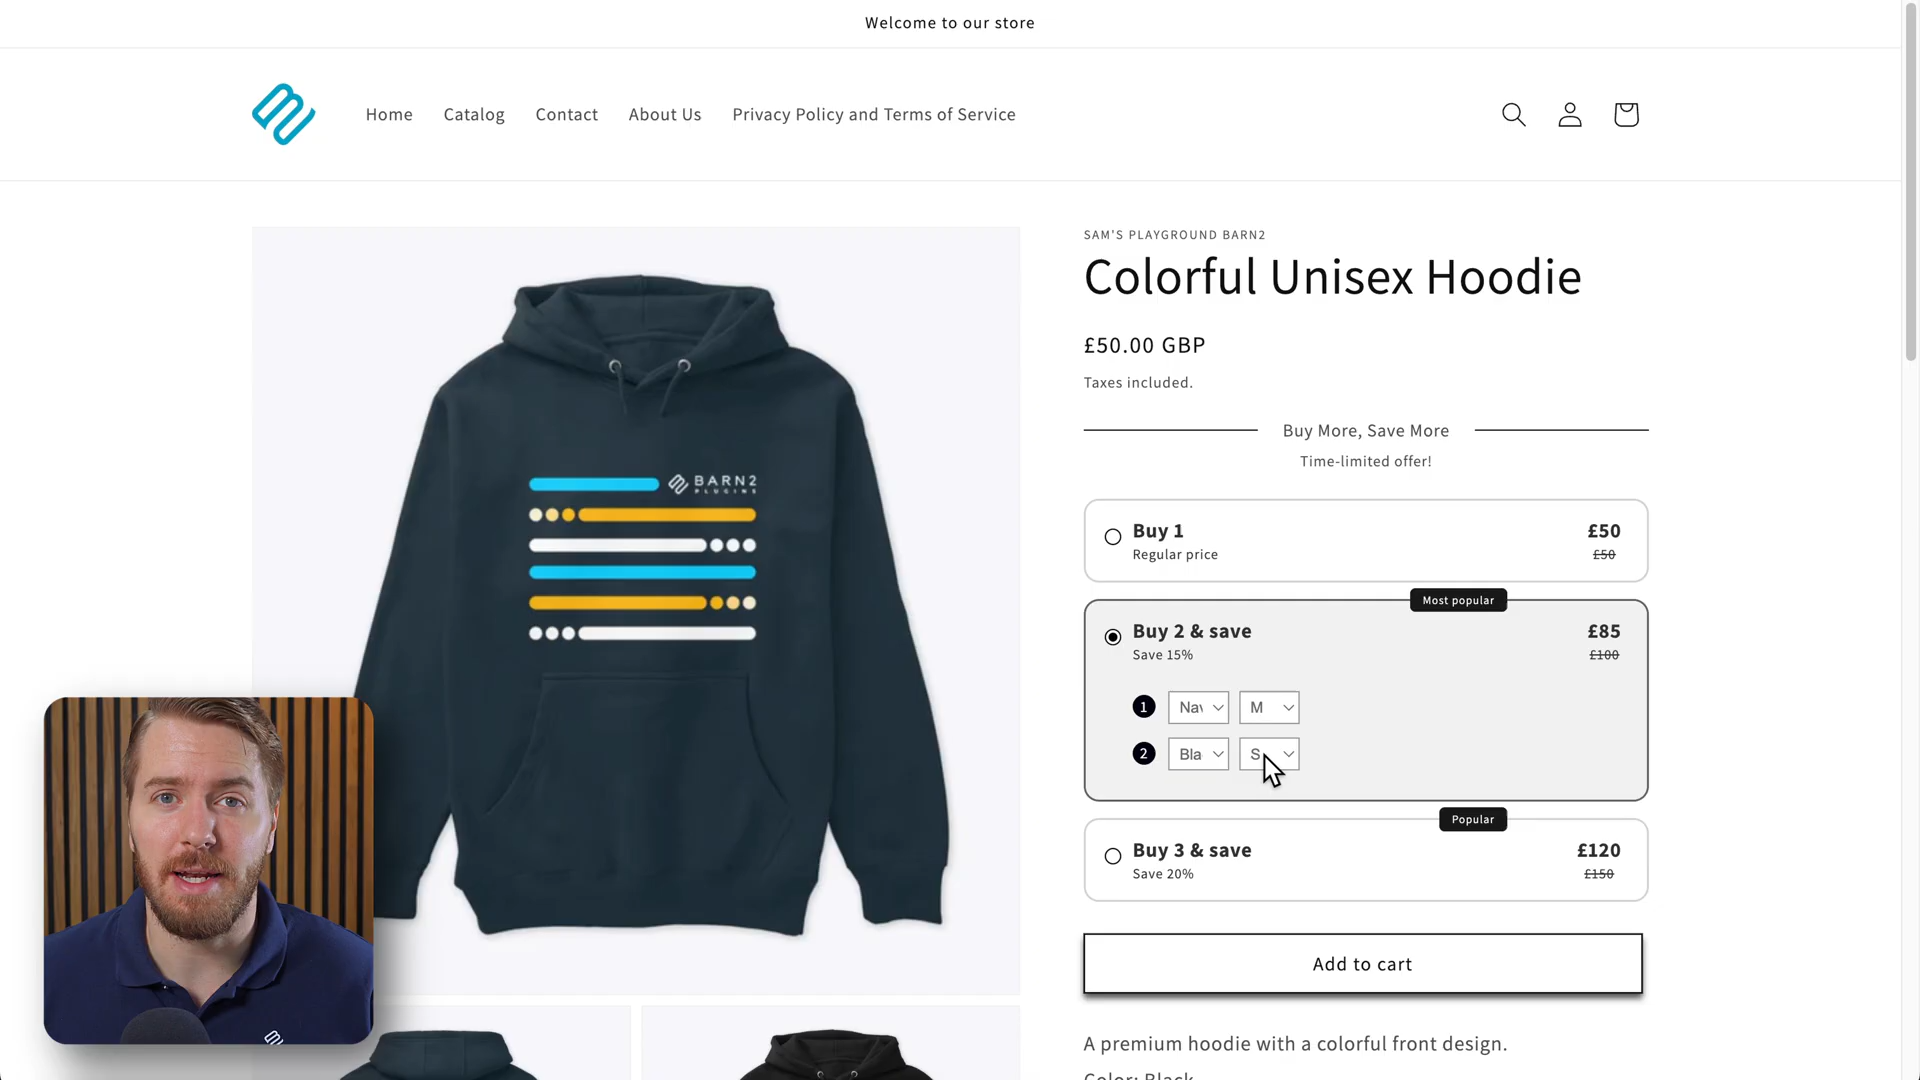 Welcome to our store
Home Catalog Contact About Us Privacy Policy and Terms of Service
SAM'S PLAYGROUND BARN2
Colorful Unisex Hoodie
£50.00 GBP
Taxes included.
Buy More, Save More
Time-limited offer!
Buy 1 £50
Regular price £50
Most popular
Buy 2 & save £85
Save 15% £100
1 Nav M
2 Bla S
Popular
Buy 3 & save £120
Save 20% £150
Add to cart
A premium hoodie with a colorful front design.
Color: Black
BARN2
PLUGINS